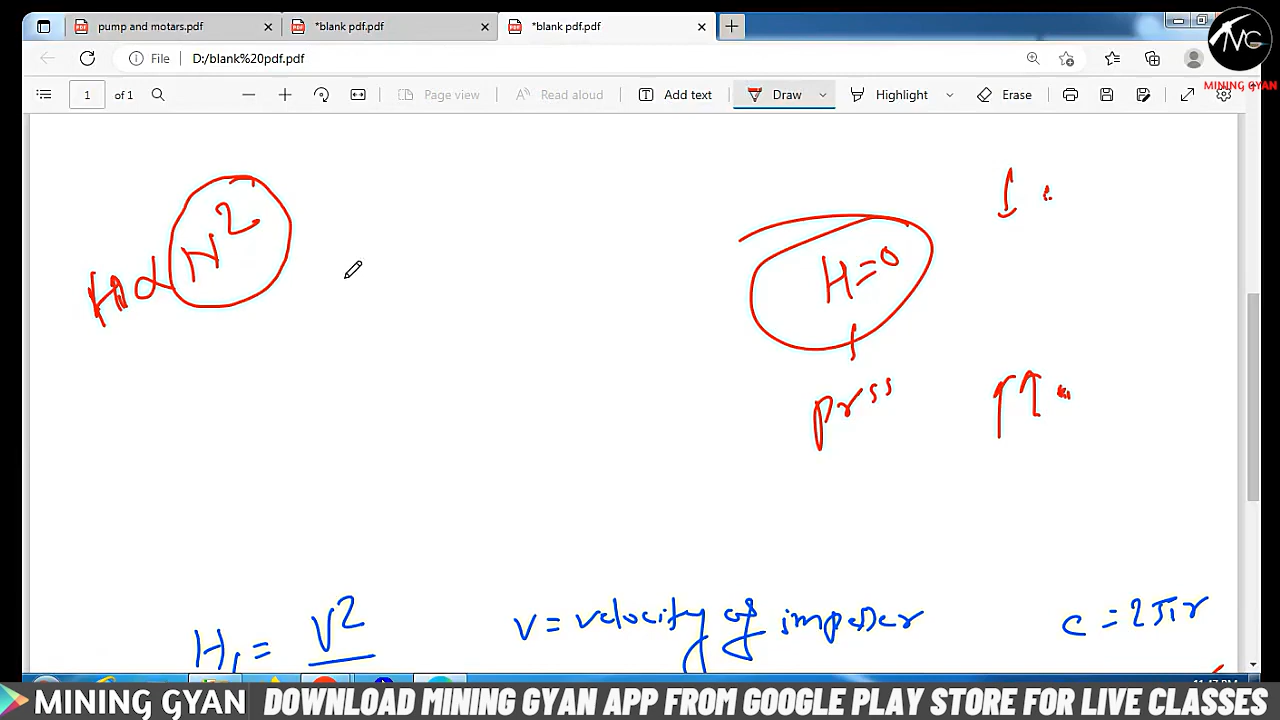 pump and motars.pdf
*blank pdf.pdf
*blank pdf.pdf
MVG
File D:/blank%20pdf.pdf
1 of 1
Page view
Read aloud
Add text
Draw
Highlight
Erase
MINING GYAN
H α N²
H=0
prss
H₁ = V²
V = velocity of impeller
c = 2πr
MINING GYAN DOWNLOAD MINING GYAN APP FROM GOOGLE PLAY STORE FOR LIVE CLASSES